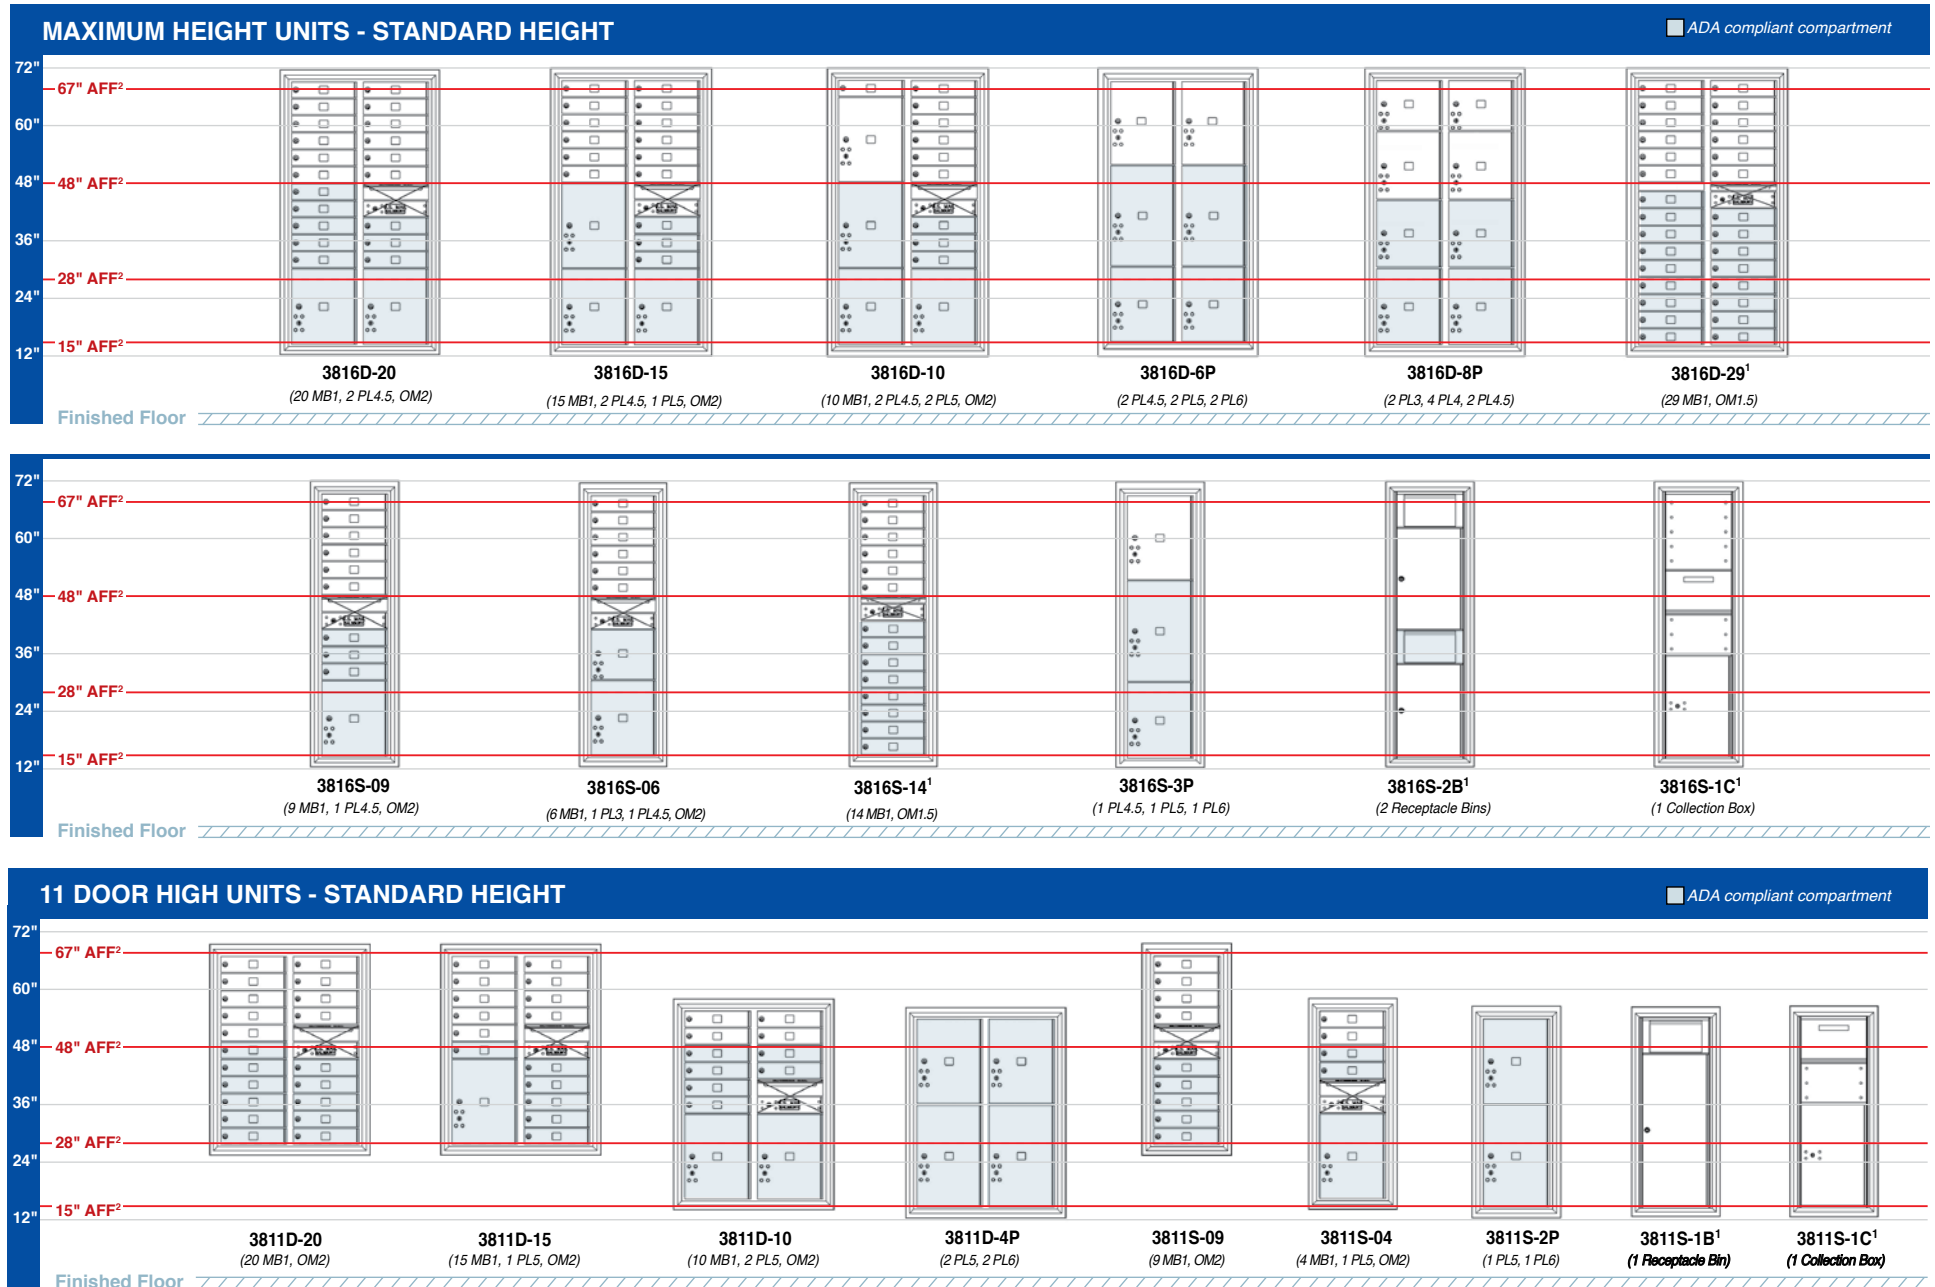 MAXIMUM HEIGHT UNITS - STANDARD HEIGHT
ADA compliant compartment
72"
67" AFF²
60"
48"
48" AFF²
36"
28" AFF²
24"
15" AFF²
12"
3816D-20
3816D-15
3816D-10
3816D-6P
3816D-8P
3816D-29¹
(20 MB1, 2 PL4.5, OM2)
(15 MB1, 2 PL4.5, 1 PL5, OM2)
(10 MB1, 2 PL4.5, 2 PL5, OM2)
(2 PL4.5, 2 PL5, 2 PL6)
(2 PL3, 4 PL4, 2 PL4.5)
(29 MB1, OM1.5)
Finished Floor
72"
67" AFF²
60"
48"
48" AFF²
36"
28" AFF²
24"
15" AFF²
12"
3816S-09
3816S-06
3816S-14¹
3816S-3P
3816S-2B¹
3816S-1C¹
(9 MB1, 1 PL4.5, OM2)
(6 MB1, 1 PL3, 1 PL4.5, OM2)
(14 MB1, OM1.5)
(1 PL4.5, 1 PL5, 1 PL6)
(2 Receptacle Bins)
(1 Collection Box)
Finished Floor
11 DOOR HIGH UNITS - STANDARD HEIGHT
ADA compliant compartment
72"
67" AFF²
60"
48"
48" AFF²
36"
28" AFF²
24"
15" AFF²
12"
3811D-20
3811D-15
3811D-10
3811D-4P
3811S-09
3811S-04
3811S-2P
3811S-1B¹
3811S-1C¹
(20 MB1, OM2)
(15 MB1, 1 PL5, OM2)
(10 MB1, 2 PL5, OM2)
(2 PL5, 2 PL6)
(9 MB1, OM2)
(4 MB1, 1 PL5, OM2)
(1 PL5, 1 PL6)
(1 Receptacle Bin)
(1 Collection Box)
Finished Floor